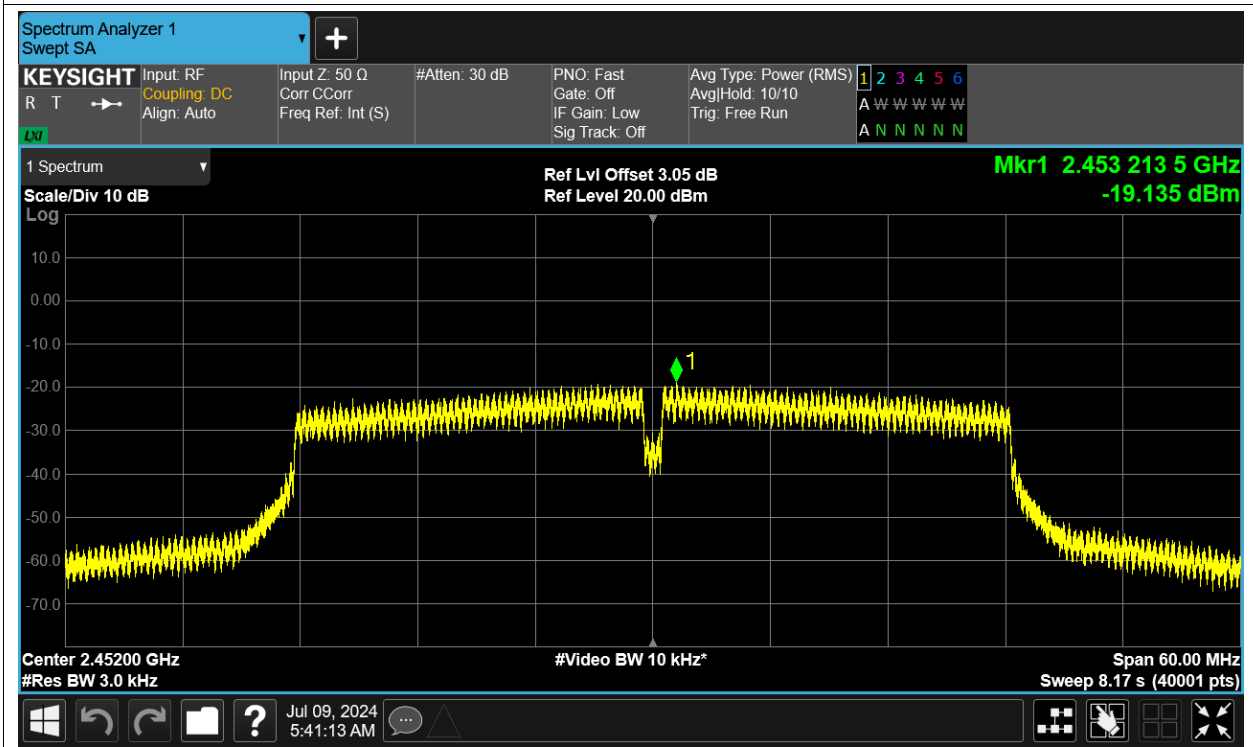 Spectrum Analyzer 1
Swept SA
KEYSIGHT
R T
LXI
Input: RF
Coupling: DC
Align: Auto
Input Z: 50 Ω
Corr CCorr
Freq Ref: Int (S)
#Atten: 30 dB
PNO: Fast
Gate: Off
IF Gain: Low
Sig Track: Off
Avg Type: Power (RMS)
Avg|Hold: 10/10
Trig: Free Run
1 2 3 4 5 6
A W W W W W
A N N N N N
1 Spectrum
Scale/Div 10 dB
Log
Ref Lvl Offset 3.05 dB
Ref Level 20.00 dBm
Mkr1 2.453 213 5 GHz
-19.135 dBm
10.0
0.00
-10.0
1
-20.0
-30.0
-40.0
-50.0
-60.0
-70.0
Center 2.45200 GHz
#Res BW 3.0 kHz
#Video BW 10 kHz*
Span 60.00 MHz
Sweep 8.17 s (40001 pts)
?
Jul 09, 2024
5:41:13 AM